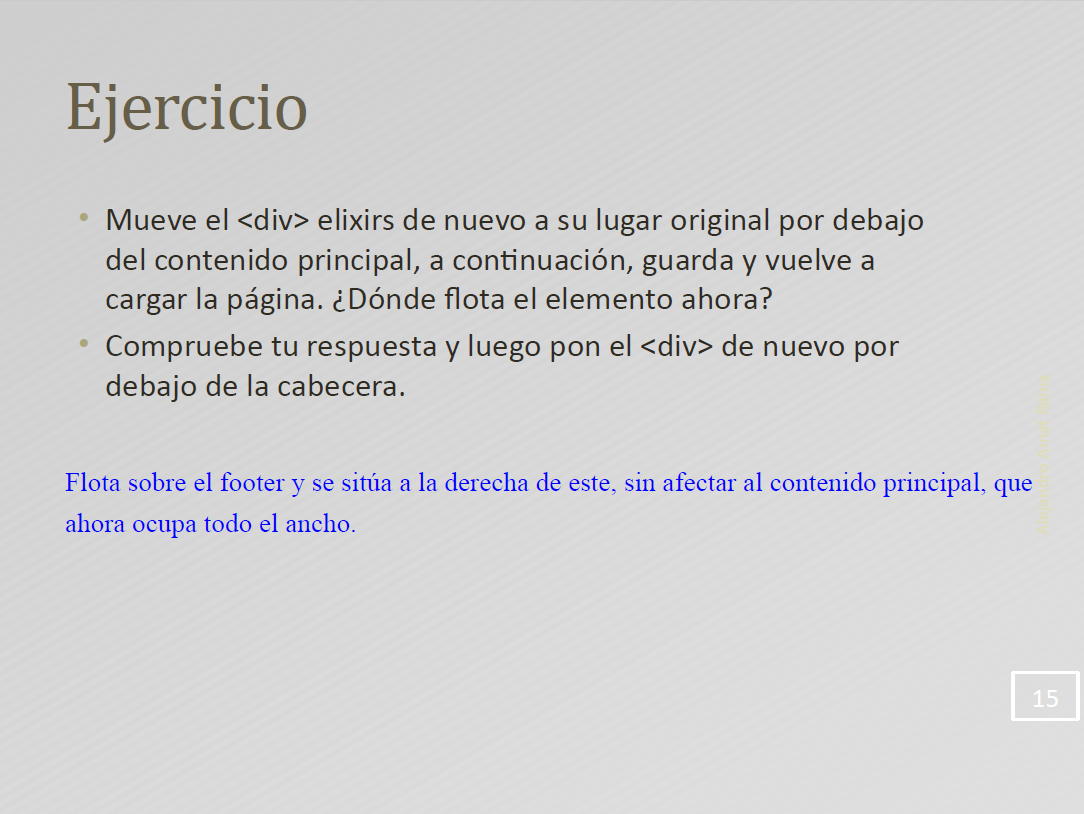 Ejercicio
• Mueve el <div> elixirs de nuevo a su lugar original por debajo
del contenido principal, a continuación, guarda y vuelve a
cargar la página. ¿Dónde flota el elemento ahora?
• Compruebe tu respuesta y luego pon el <div> de nuevo por
debajo de la cabecera.
Flota sobre el footer y se sitúa a la derecha de este, sin afectar al contenido principal, que
ahora ocupa todo el ancho.
15